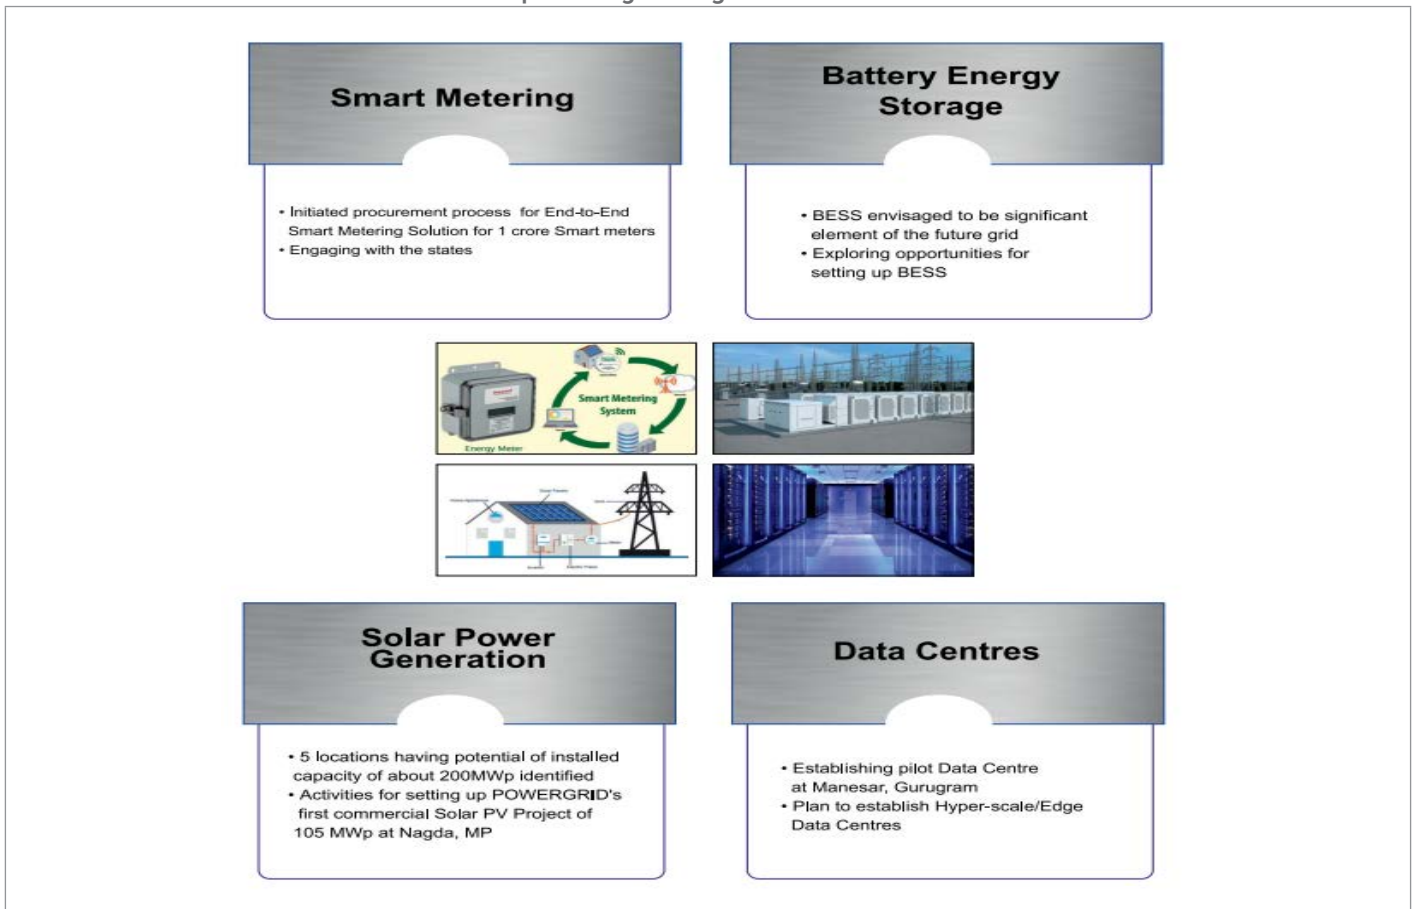 Smart Metering
• Initiated procurement process for End-to-End
Smart Metering Solution for 1 crore Smart meters
• Engaging with the states
Battery Energy
Storage
• BESS envisaged to be significant
element of the future grid
• Exploring opportunities for
setting up BESS
Smart Metering
System
Energy Meter
Solar Power
Generation
• 5 locations having potential of installed
capacity of about 200MWp identified
• Activities for setting up POWERGRID's
first commercial Solar PV Project of
105 MWp at Nagda, MP
Data Centres
• Establishing pilot Data Centre
at Manesar, Gurugram
• Plan to establish Hyper-scale/Edge
Data Centres